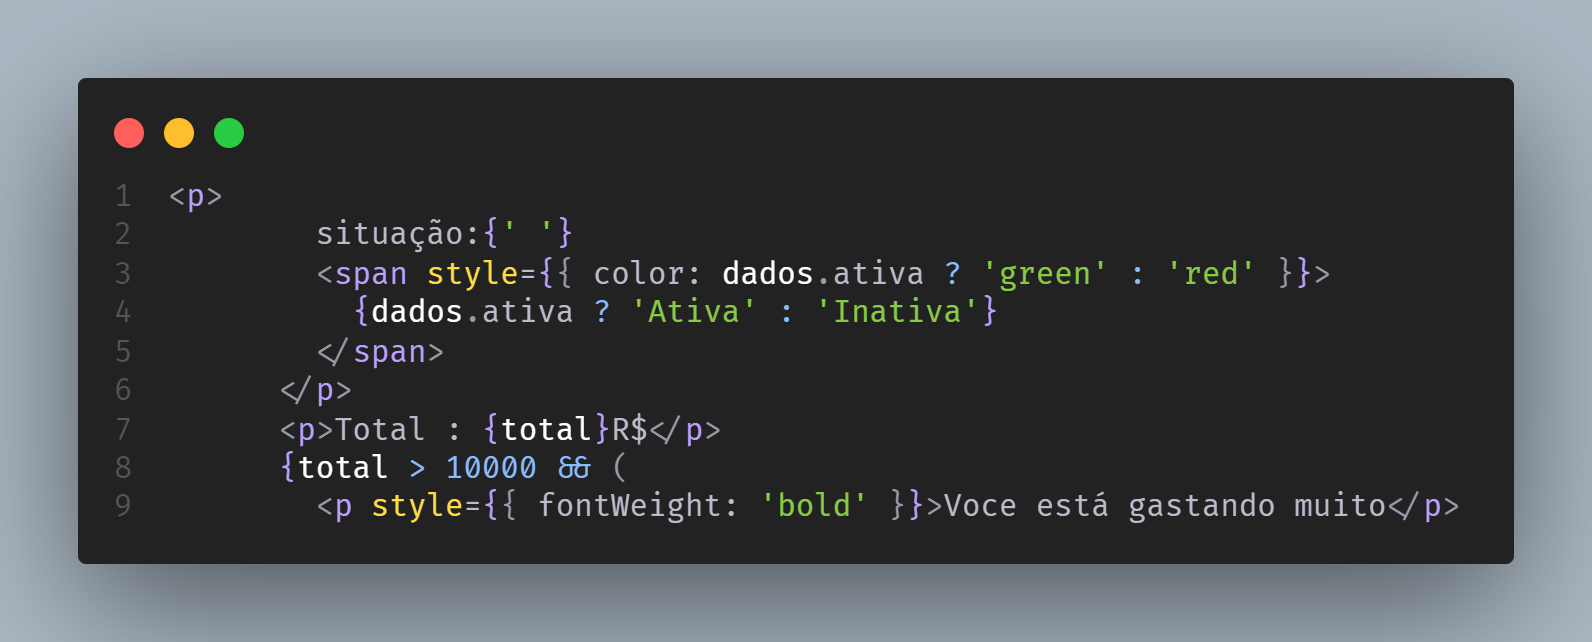 1 <p>
2 situação:{' '}
3 <span style={{ color: dados.ativa ? 'green' : 'red' }}>
4 {dados.ativa ? 'Ativa' : 'Inativa'}
5 </span>
6 </p>
7 <p>Total : {total}R$</p>
8 {total > 10000 && (
9 <p style={{ fontWeight: 'bold' }}>Voce está gastando muito</p>